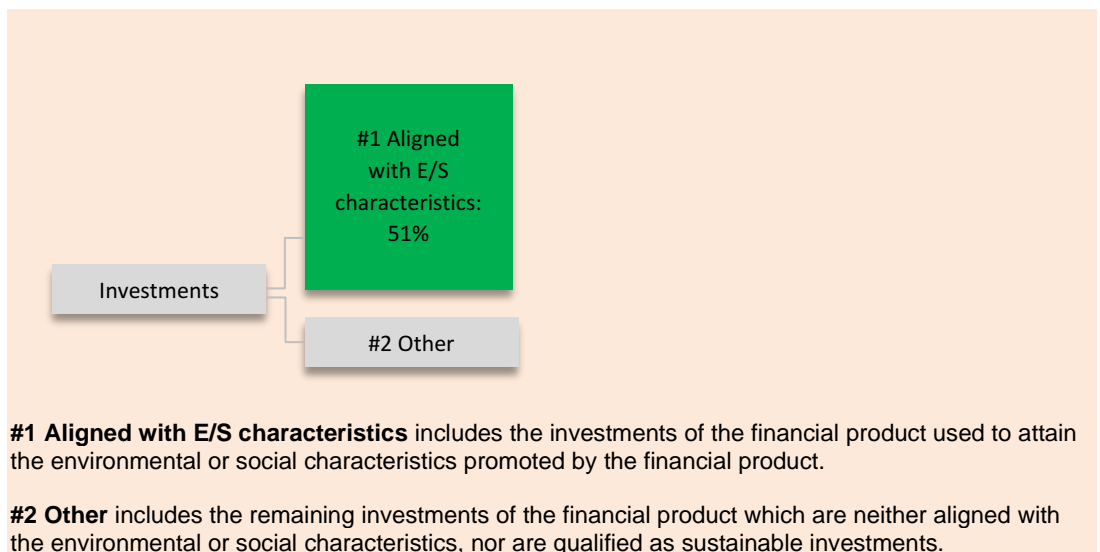 #1 Aligned
with E/S
characteristics:
51%
Investments
#2 Other
#1 Aligned with E/S characteristics includes the investments of the financial product used to attain
the environmental or social characteristics promoted by the financial product.
#2 Other includes the remaining investments of the financial product which are neither aligned with
the environmental or social characteristics, nor are qualified as sustainable investments.